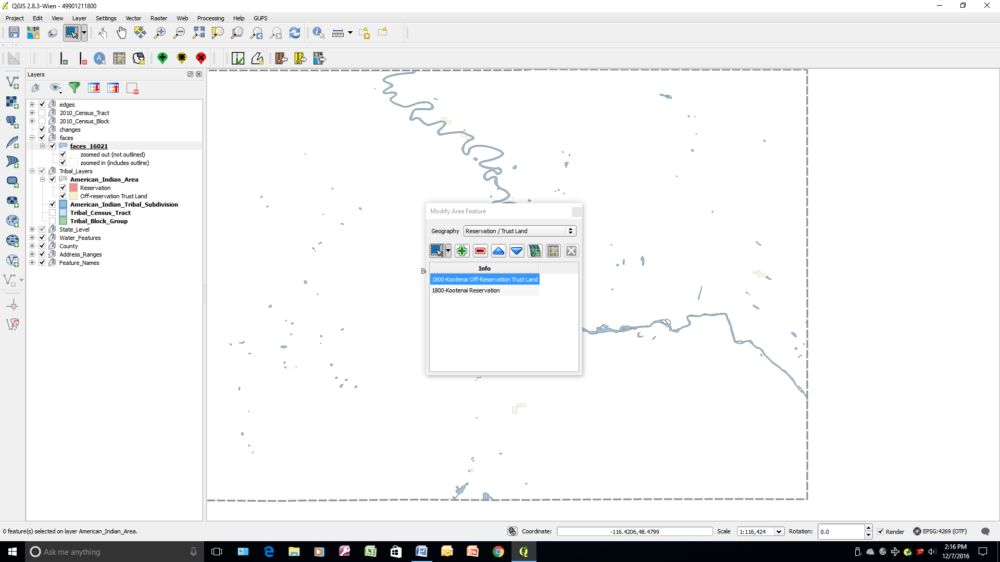 QGIS 2.8.3-Wien - 49901211800
Project Edit View Layer Settings Vector Raster Web Processing Help GUPS
Layers
edges
2010_Census_Tract
2010_Census_Block
changes
faces
faces_16021
zoomed out (not outlined)
zoomed in (includes outline)
Tribal_Layers
American_Indian_Area
Reservation
Off-reservation Trust Land
American_Indian_Tribal_Subdivision
Tribal_Census_Tract
Tribal_Block_Group
State_Level
Water_Features
County
Address_Ranges
Feature_Names
Modify Area Feature
Geography Reservation / Trust Land
Info
1800-Kootenai Off-Reservation Trust Land
1800-Kootenai Reservation
0 feature(s) selected on layer American_Indian_Area.
Coordinate: -116.4206,48.4799 Scale 1:116,424 Rotation: 0.0 Render EPSG:4269 (OTF)
Ask me anything
2:16 PM
12/7/2016